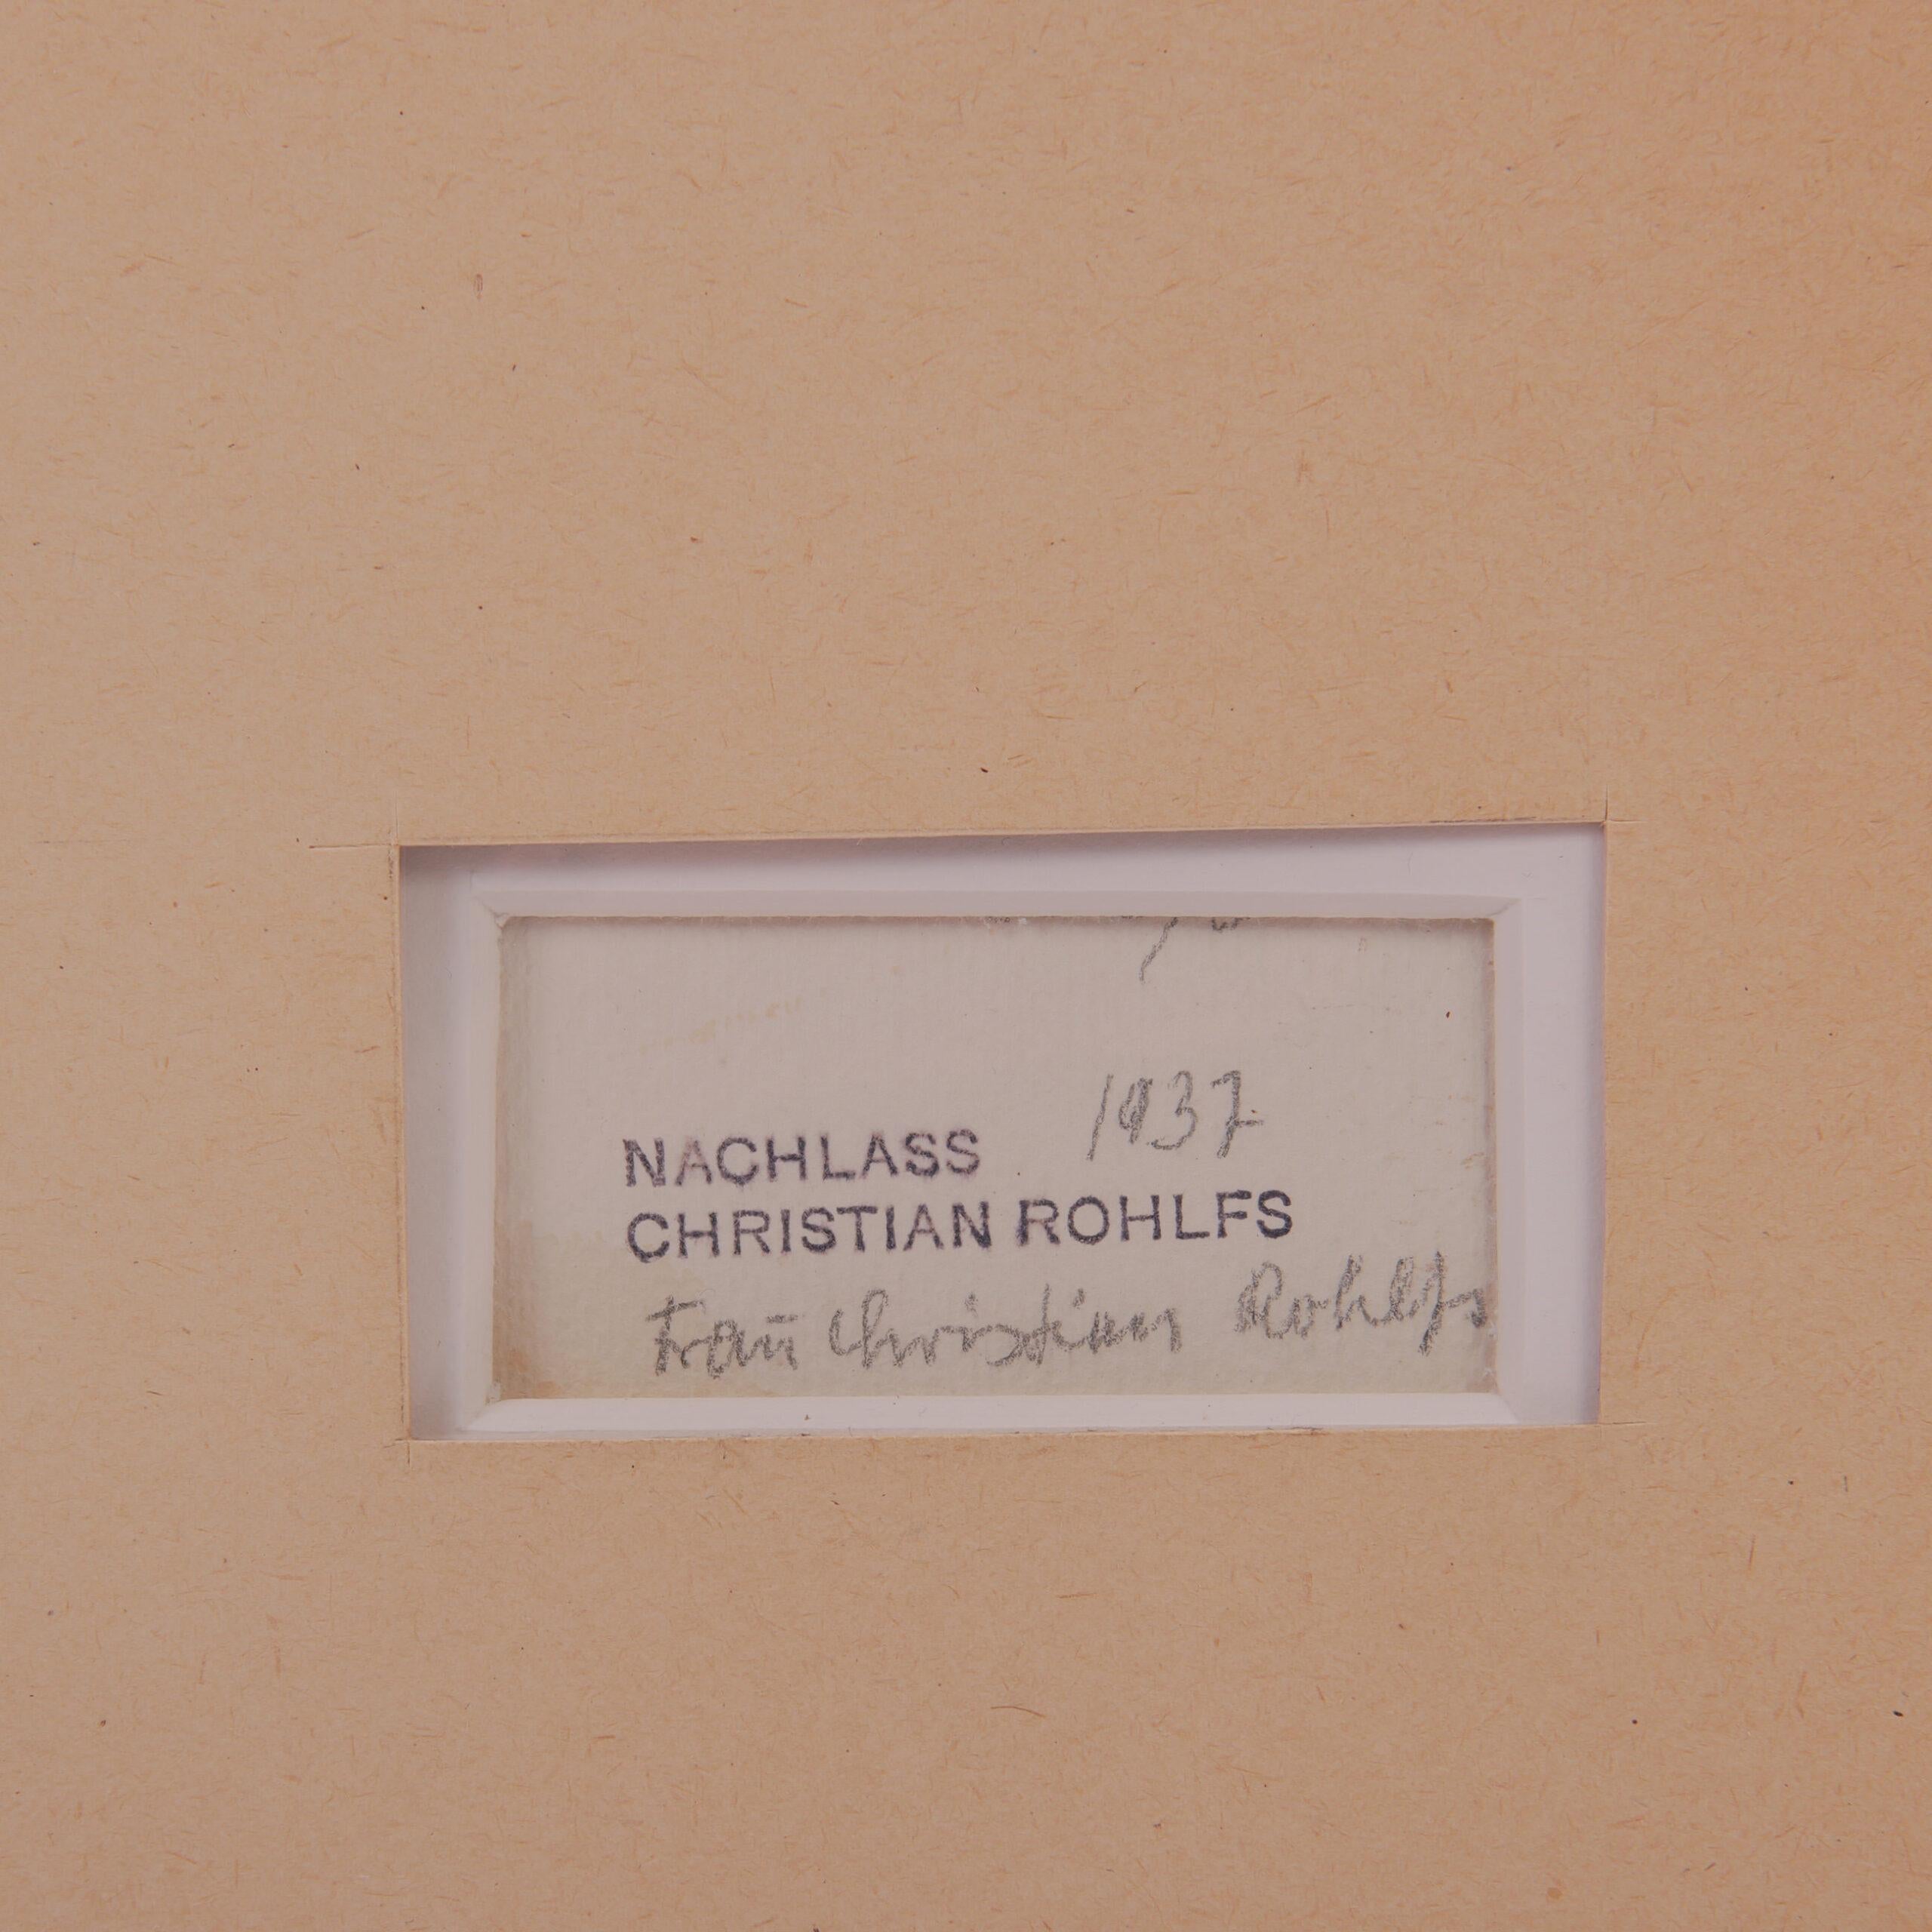 1937
NACHLASS
CHRISTIAN ROHLFS
Frau Christian Rohlfs